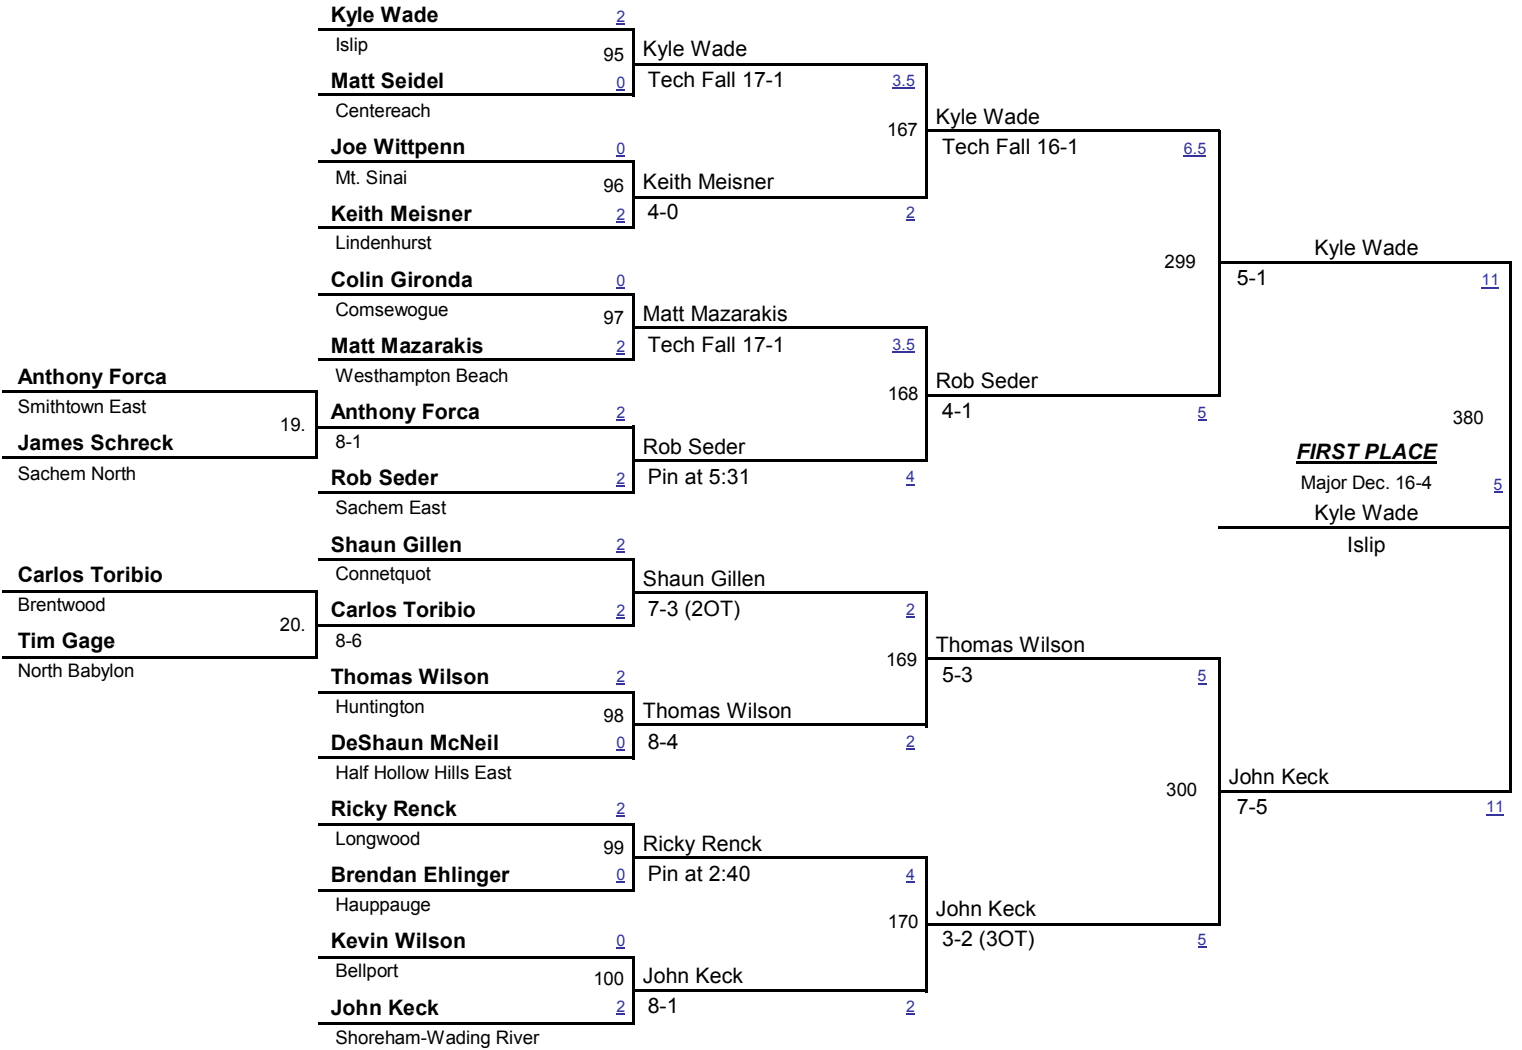 Kyle Wade 2
Islip
95
Matt Seidel 0
Centereach
Joe Wittpenn 0
Mt. Sinai
96
Keith Meisner 2
Lindenhurst
Colin Gironda 0
Comsewogue
97
Matt Mazarakis 2
Westhampton Beach
Anthony Forca
Smithtown East
19.
James Schreck
Sachem North
Anthony Forca 2
8-1
Rob Seder 2
Sachem East
Shaun Gillen 2
Connetquot
Carlos Toribio
Brentwood
20.
Tim Gage
North Babylon
Carlos Toribio 2
8-6
Thomas Wilson 2
Huntington
98
DeShaun McNeil 0
Half Hollow Hills East
Ricky Renck 2
Longwood
99
Brendan Ehlinger 0
Hauppauge
Kevin Wilson 0
Bellport
100
John Keck 2
Shoreham-Wading River
Kyle Wade
Tech Fall 17-1 3.5
167
Keith Meisner
4-0 2
Matt Mazarakis
Tech Fall 17-1 3.5
168
Rob Seder
Pin at 5:31 4
Shaun Gillen
7-3 (2OT) 2
169
Thomas Wilson
8-4 2
Ricky Renck
Pin at 2:40 4
170
John Keck
8-1 2
Kyle Wade
Tech Fall 16-1 6.5
299
Rob Seder
4-1 5
Thomas Wilson
5-3 5
300
John Keck
3-2 (3OT) 5
Kyle Wade
5-1 11
380
FIRST PLACE
Major Dec. 16-4 5
Kyle Wade
Islip
John Keck
7-5 11